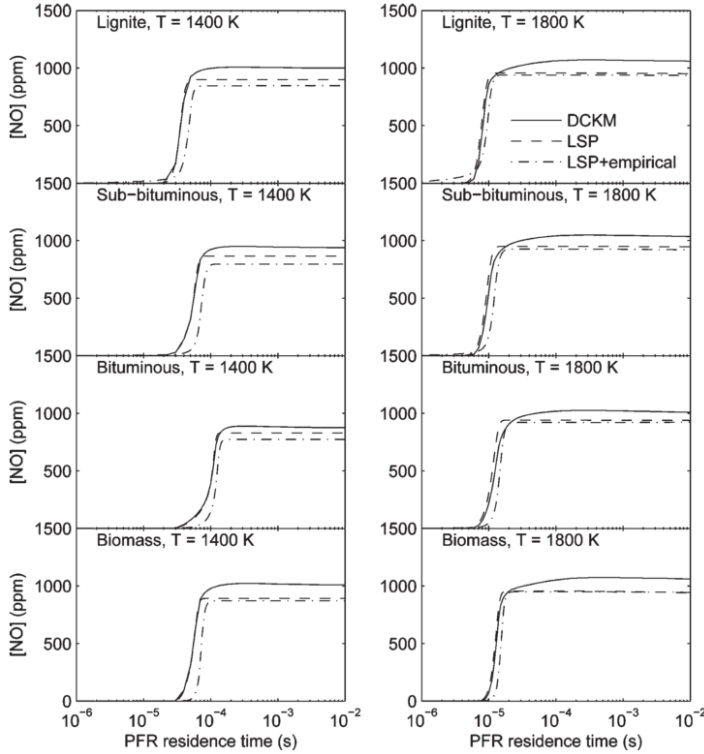 1500
Lignite, T = 1400 K
1000
[NO] (ppm)
500
1500
Sub-bituminous, T = 1400 K
1000
[NO] (ppm)
500
1500
Bituminous, T = 1400 K
1000
[NO] (ppm)
500
1500
Biomass, T = 1400 K
1000
[NO] (ppm)
500
0
10⁻⁶ 10⁻⁵ 10⁻⁴ 10⁻³ 10⁻²
PFR residence time (s)
1500
Lignite, T = 1800 K
1000
DCKM
LSP
LSP+empirical
500
1500
Sub-bituminous, T = 1800 K
1000
500
1500
Bituminous, T = 1800 K
1000
500
1500
Biomass, T = 1800 K
1000
500
0
10⁻⁶ 10⁻⁵ 10⁻⁴ 10⁻³ 10⁻²
PFR residence time (s)